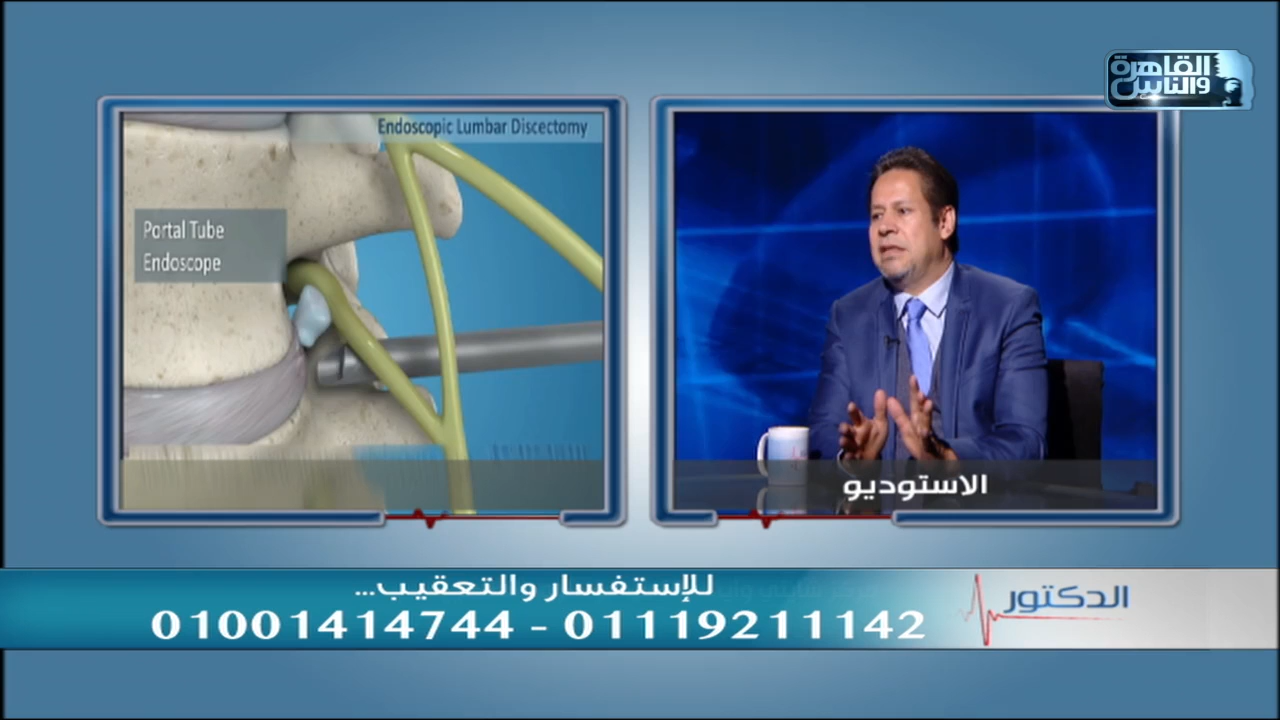 القاهرة
والناس
Endoscopic Lumbar Discectomy
Portal Tube
Endoscope
الاستوديو
للإستفسار والتعقيب...
01001414744 - 01119211142
الدكتور